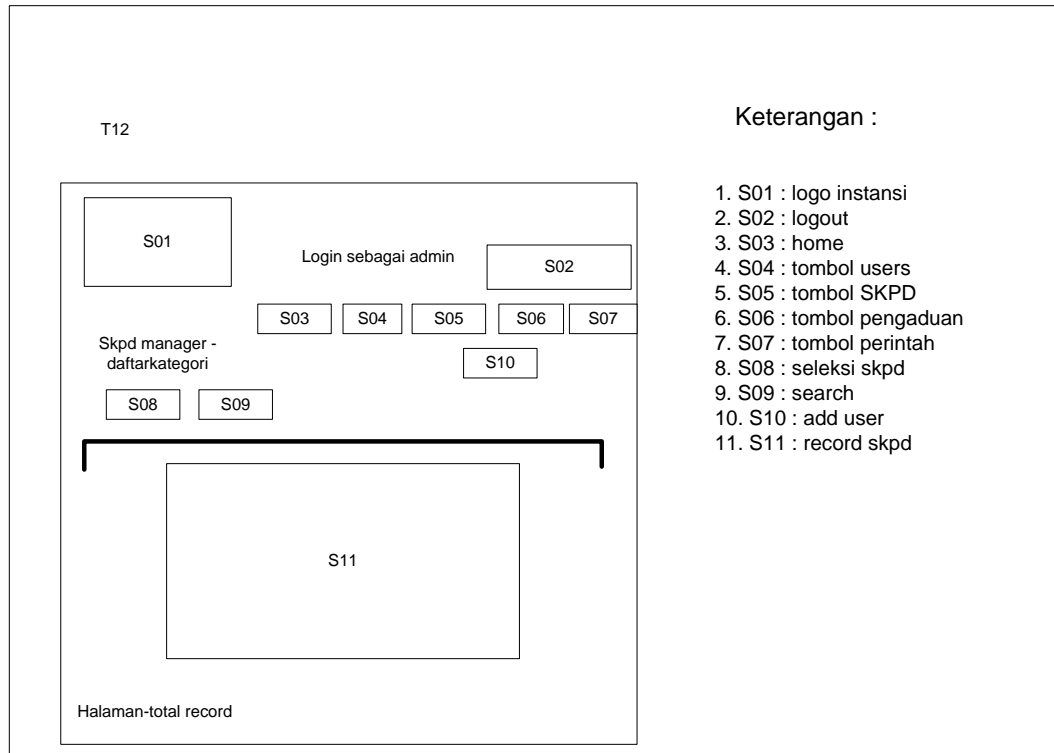 T12
S01
Login sebagai admin
S02
S03
S04
S05
S06
S07
Skpd manager -
daftarkategori
S10
S08
S09
S11
Halaman-total record
Keterangan :
1. S01 : logo instansi
2. S02 : logout
3. S03 : home
4. S04 : tombol users
5. S05 : tombol SKPD
6. S06 : tombol pengaduan
7. S07 : tombol perintah
8. S08 : seleksi skpd
9. S09 : search
10. S10 : add user
11. S11 : record skpd